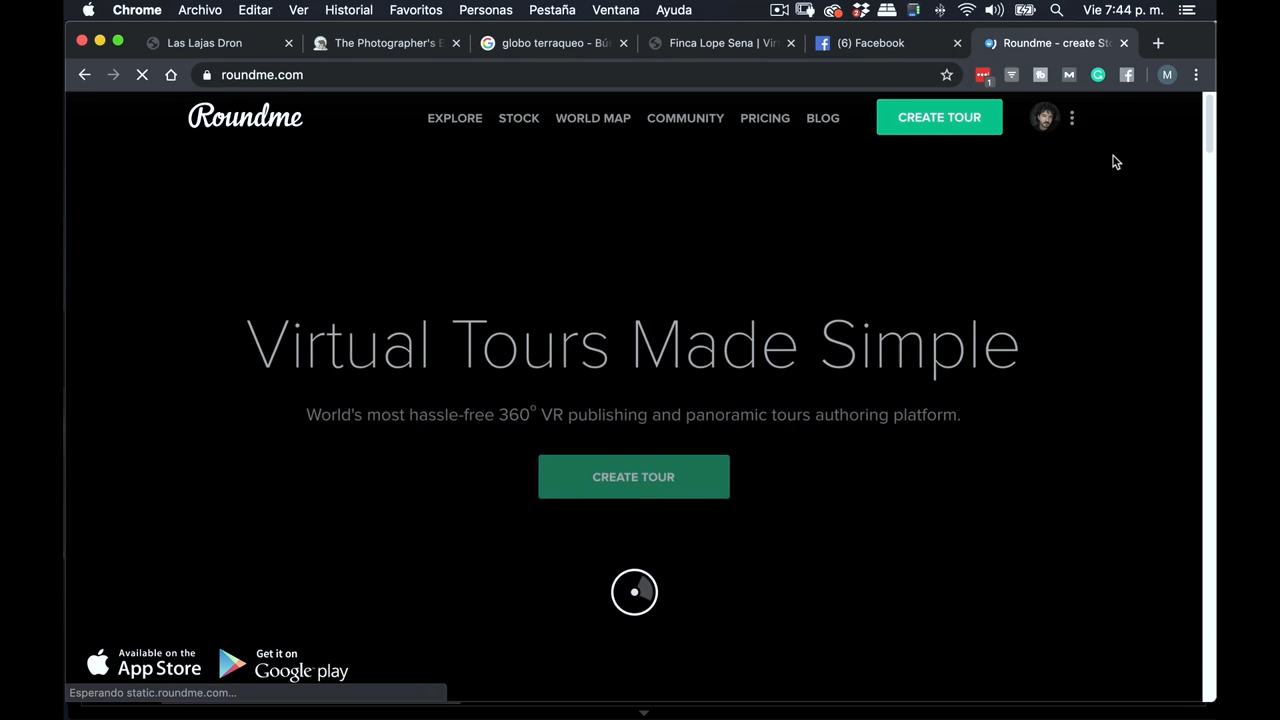 Chrome Archivo Editar Ver Historial Favoritos Personas Pestaña Ventana Ayuda Vie 7:44 p. m.
Las Lajas Dron The Photographer's E globo terraqueo - Bú Finca Lope Sena | Vir (6) Facebook Roundme - create Sto
roundme.com 1 M
Roundme EXPLORE STOCK WORLD MAP COMMUNITY PRICING BLOG CREATE TOUR
Virtual Tours Made Simple
World's most hassle-free 360° VR publishing and panoramic tours authoring platform.
CREATE TOUR
Available on the
App Store
Get it on
Google play
Esperando static.roundme.com...